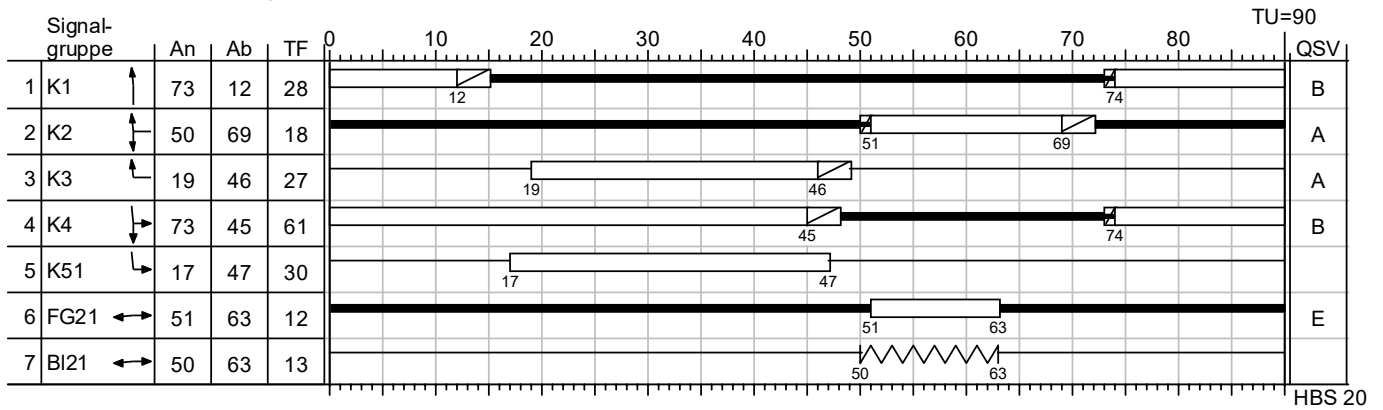 TU=90
Signal-
gruppe An Ab TF 0 10 20 30 40 50 60 70 80 QSV
1 K1 73 12 28 12 74 B
2 K2 50 69 18 51 69 A
3 K3 19 46 27 19 46 A
4 K4 73 45 61 45 74 B
5 K51 17 47 30 17 47
6 FG21 51 63 12 51 63 E
7 Bl21 50 63 13 50 63
HBS 20